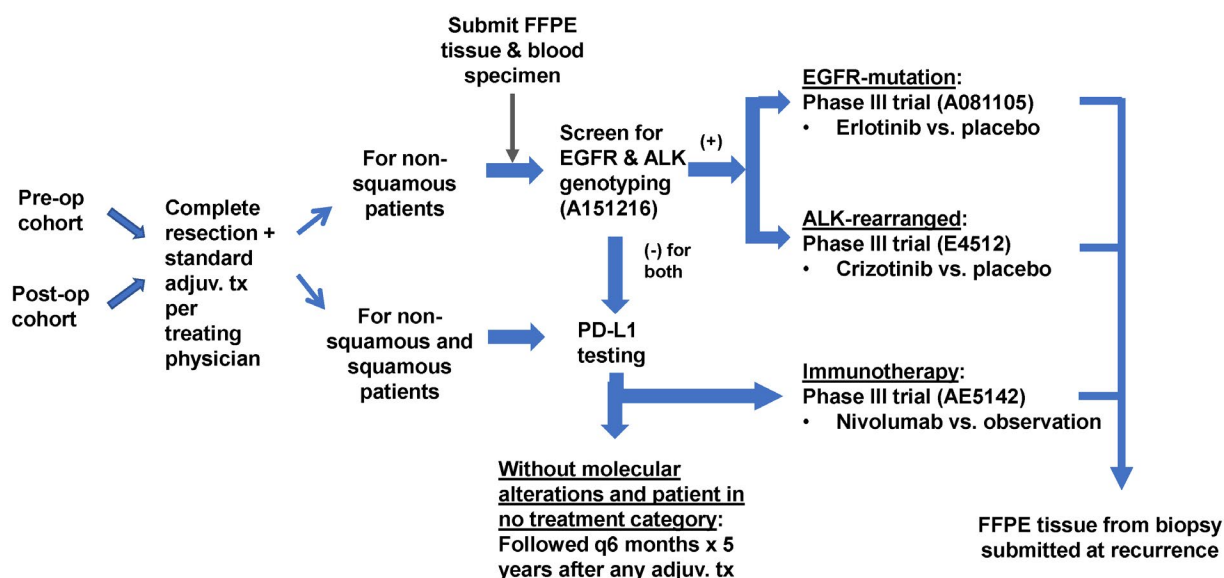 Submit FFPE
tissue & blood
specimen
Pre-op
cohort
Post-op
cohort
Complete
resection +
standard
adjuv. tx
per
treating
physician
For non-
squamous
patients
For non-
squamous and
squamous
patients
Screen for
EGFR & ALK
genotyping
(A151216)
(+)
(-) for
both
PD-L1
testing
EGFR-mutation:
Phase III trial (A081105)
• Erlotinib vs. placebo
ALK-rearranged:
Phase III trial (E4512)
• Crizotinib vs. placebo
Immunotherapy:
Phase III trial (AE5142)
• Nivolumab vs. observation
Without molecular
alterations and patient in
no treatment category:
Followed q6 months x 5
years after any adjuv. tx
FFPE tissue from biopsy
submitted at recurrence